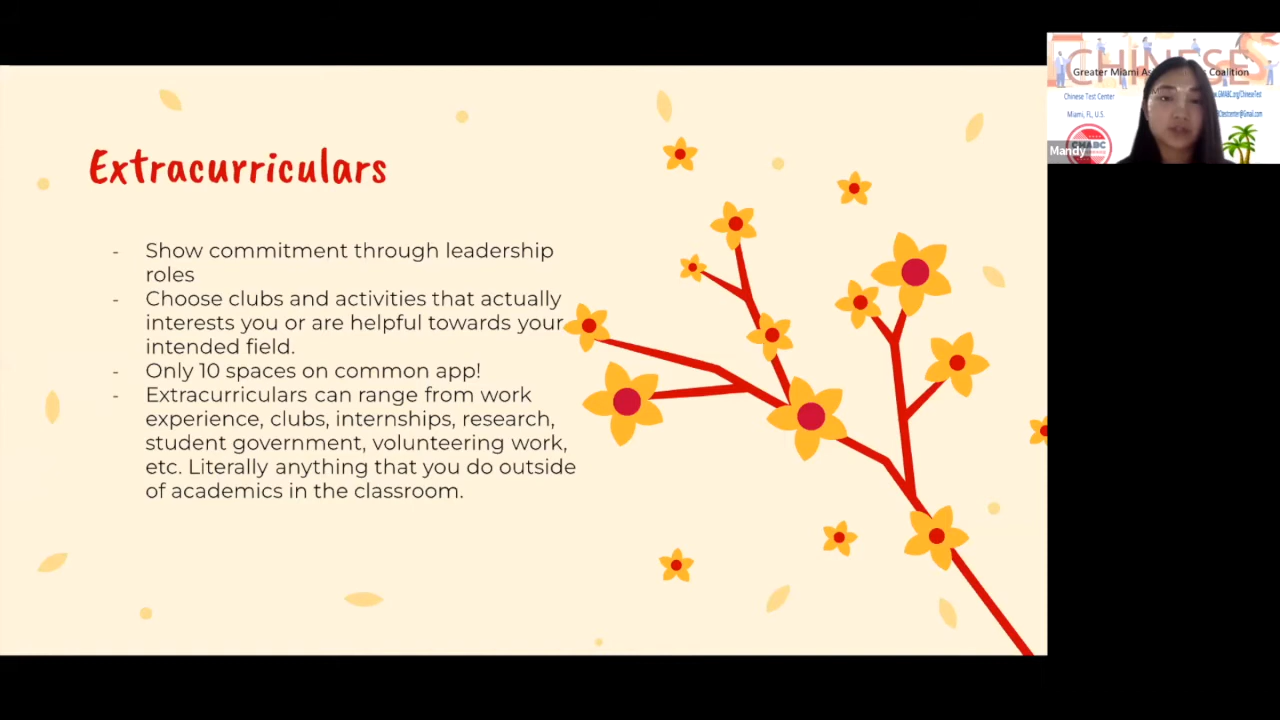 Extracurriculars
- Show commitment through leadership
roles
- Choose clubs and activities that actually
interests you or are helpful towards your
intended field.
- Only 10 spaces on common app!
- Extracurriculars can range from work
experience, clubs, internships, research,
student government, volunteering work,
etc. Literally anything that you do outside
of academics in the classroom.
CHINESE
Greater Miami Coalition
Chinese Test Center
Miami, FL, U.S.
GMABC
Mandy